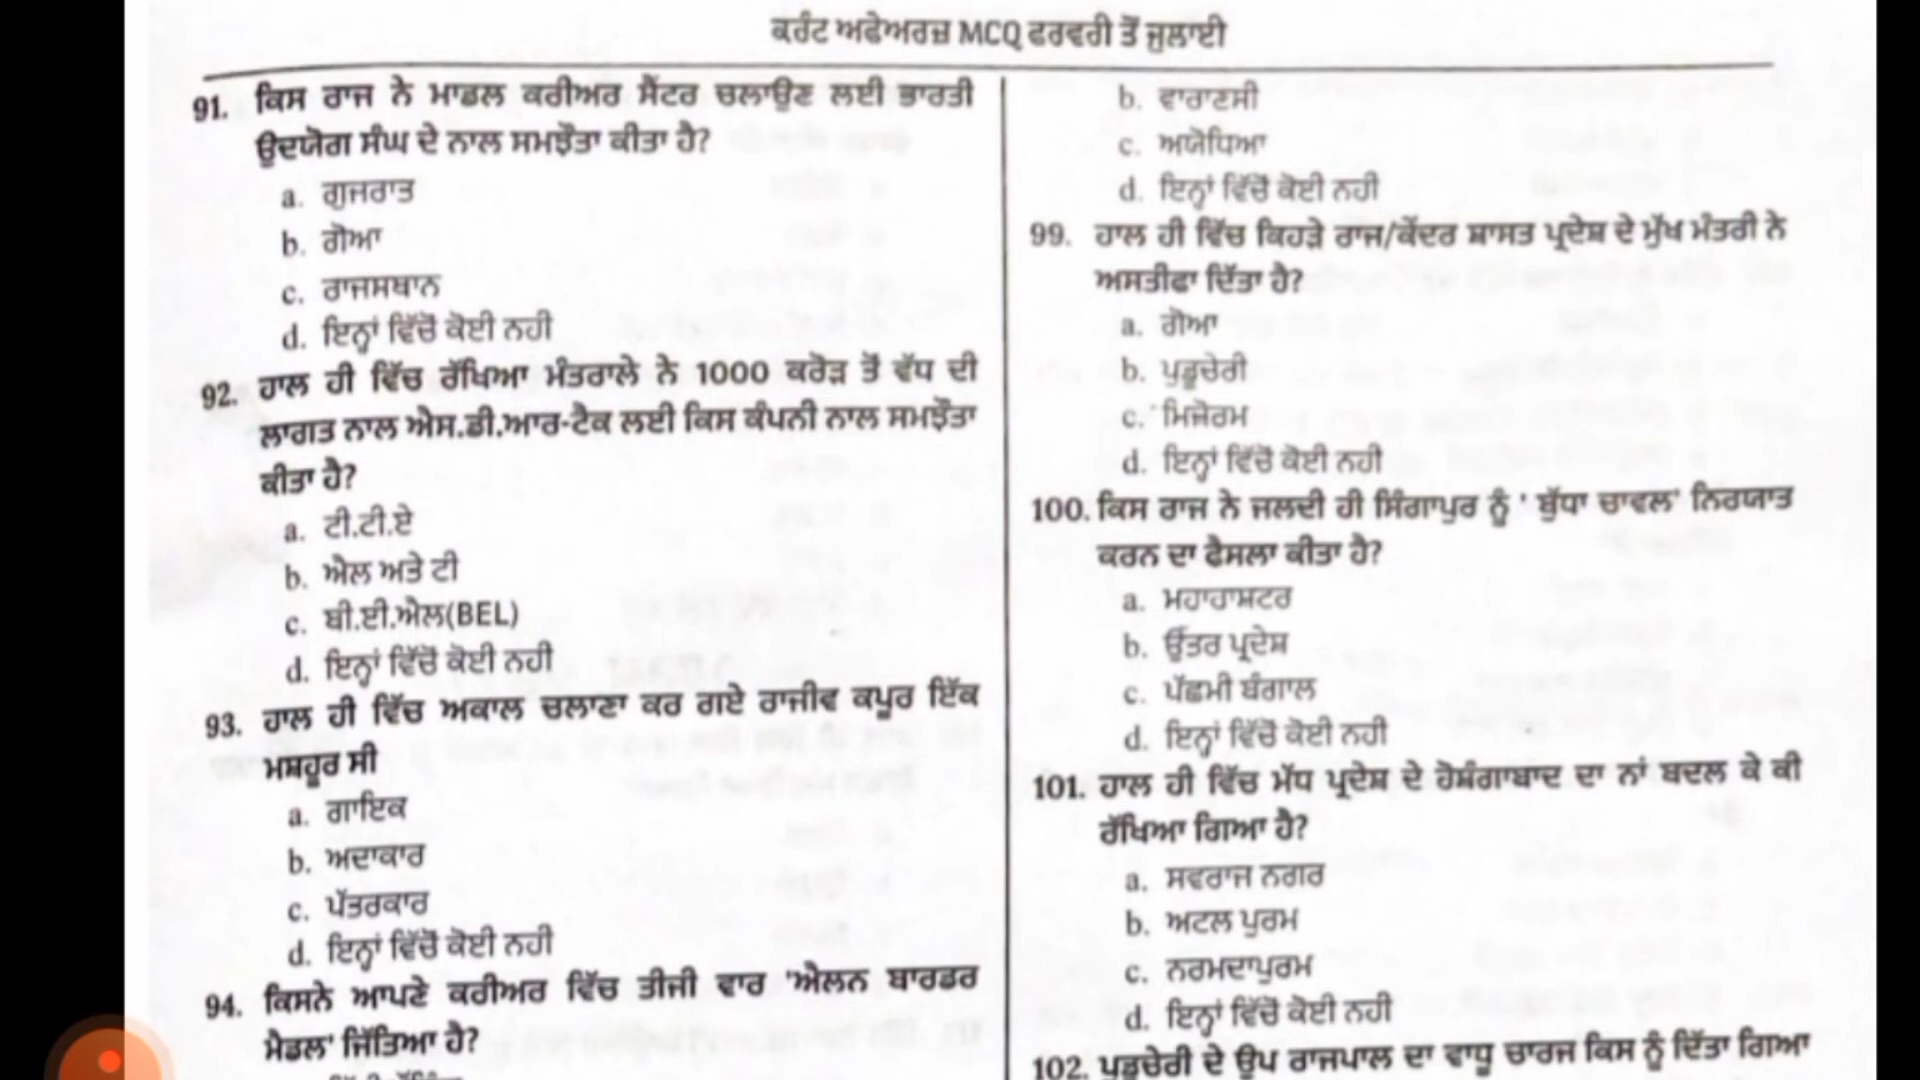 ਕਰੰਟ ਅਫੇਅਰਜ਼ MCQ ਫਰਵਰੀ ਤੋਂ ਜੁਲਾਈ
91. ਕਿਸ ਰਾਜ ਨੇ ਮਾਡਲ ਕਰੀਅਰ ਸੈਂਟਰ ਚਲਾਉਣ ਲਈ ਭਾਰਤੀ
ਉਦਯੋਗ ਸੰਘ ਦੇ ਨਾਲ ਸਮਝੌਤਾ ਕੀਤਾ ਹੈ?
a. ਗੁਜਰਾਤ
b. ਗੋਆ
c. ਰਾਜਸਥਾਨ
d. ਇਨ੍ਹਾਂ ਵਿੱਚੋਂ ਕੋਈ ਨਹੀ
92. ਹਾਲ ਹੀ ਵਿੱਚ ਰੱਖਿਆ ਮੰਤਰਾਲੇ ਨੇ 1000 ਕਰੋੜ ਤੋਂ ਵੱਧ ਦੀ
ਲਾਗਤ ਨਾਲ ਐਸ.ਡੀ.ਆਰ-ਟੈਕ ਲਈ ਕਿਸ ਕੰਪਨੀ ਨਾਲ ਸਮਝੌਤਾ
ਕੀਤਾ ਹੈ?
a. ਟੀ.ਟੀ.ਏ
b. ਐਲ ਅਤੇ ਟੀ
c. ਬੀ.ਈ.ਐਲ(BEL)
d. ਇਨ੍ਹਾਂ ਵਿੱਚੋਂ ਕੋਈ ਨਹੀ
93. ਹਾਲ ਹੀ ਵਿੱਚ ਅਕਾਲ ਚਲਾਣਾ ਕਰ ਗਏ ਰਾਜੀਵ ਕਪੂਰ ਇੱਕ
ਮਸ਼ਹੂਰ ਸੀ
a. ਗਾਇਕ
b. ਅਦਾਕਾਰ
c. ਪੱਤਰਕਾਰ
d. ਇਨ੍ਹਾਂ ਵਿੱਚੋਂ ਕੋਈ ਨਹੀ
94. ਕਿਸਨੇ ਆਪਣੇ ਕਰੀਅਰ ਵਿੱਚ ਤੀਜੀ ਵਾਰ 'ਐਲਨ ਬਾਰਡਰ
ਮੈਡਲ' ਜਿੱਤਿਆ ਹੈ?
b. ਵਾਰਾਣਸੀ
c. ਅਯੋਧਿਆ
d. ਇਨ੍ਹਾਂ ਵਿੱਚੋਂ ਕੋਈ ਨਹੀ
99. ਹਾਲ ਹੀ ਵਿੱਚ ਕਿਹੜੇ ਰਾਜ/ਕੇਂਦਰ ਸ਼ਾਸਤ ਪ੍ਰਦੇਸ਼ ਦੇ ਮੁੱਖ ਮੰਤਰੀ ਨੇ
ਅਸਤੀਫਾ ਦਿੱਤਾ ਹੈ?
a. ਗੋਆ
b. ਪੁਡੂਚੇਰੀ
c. ਮਿਜ਼ੋਰਮ
d. ਇਨ੍ਹਾਂ ਵਿੱਚੋਂ ਕੋਈ ਨਹੀ
100. ਕਿਸ ਰਾਜ ਨੇ ਜਲਦੀ ਹੀ ਸਿੰਗਾਪੁਰ ਨੂੰ ' ਬੁੱਧਾ ਚਾਵਲ' ਨਿਰਯਾਤ
ਕਰਨ ਦਾ ਫੈਸਲਾ ਕੀਤਾ ਹੈ?
a. ਮਹਾਰਾਸ਼ਟਰ
b. ਉੱਤਰ ਪ੍ਰਦੇਸ਼
c. ਪੱਛਮੀ ਬੰਗਾਲ
d. ਇਨ੍ਹਾਂ ਵਿੱਚੋਂ ਕੋਈ ਨਹੀ
101. ਹਾਲ ਹੀ ਵਿੱਚ ਮੱਧ ਪ੍ਰਦੇਸ਼ ਦੇ ਹੋਸ਼ੰਗਾਬਾਦ ਦਾ ਨਾਂ ਬਦਲ ਕੇ ਕੀ
ਰੱਖਿਆ ਗਿਆ ਹੈ?
a. ਸਵਰਾਜ ਨਗਰ
b. ਅਟਲ ਪੁਰਮ
c. ਨਰਮਦਾਪੁਰਮ
d. ਇਨ੍ਹਾਂ ਵਿੱਚੋਂ ਕੋਈ ਨਹੀ
102. ਪੁਡੂਚੇਰੀ ਦੇ ਉਪ ਰਾਜਪਾਲ ਦਾ ਵਾਧੂ ਚਾਰਜ ਕਿਸ ਨੂੰ ਦਿੱਤਾ ਗਿਆ